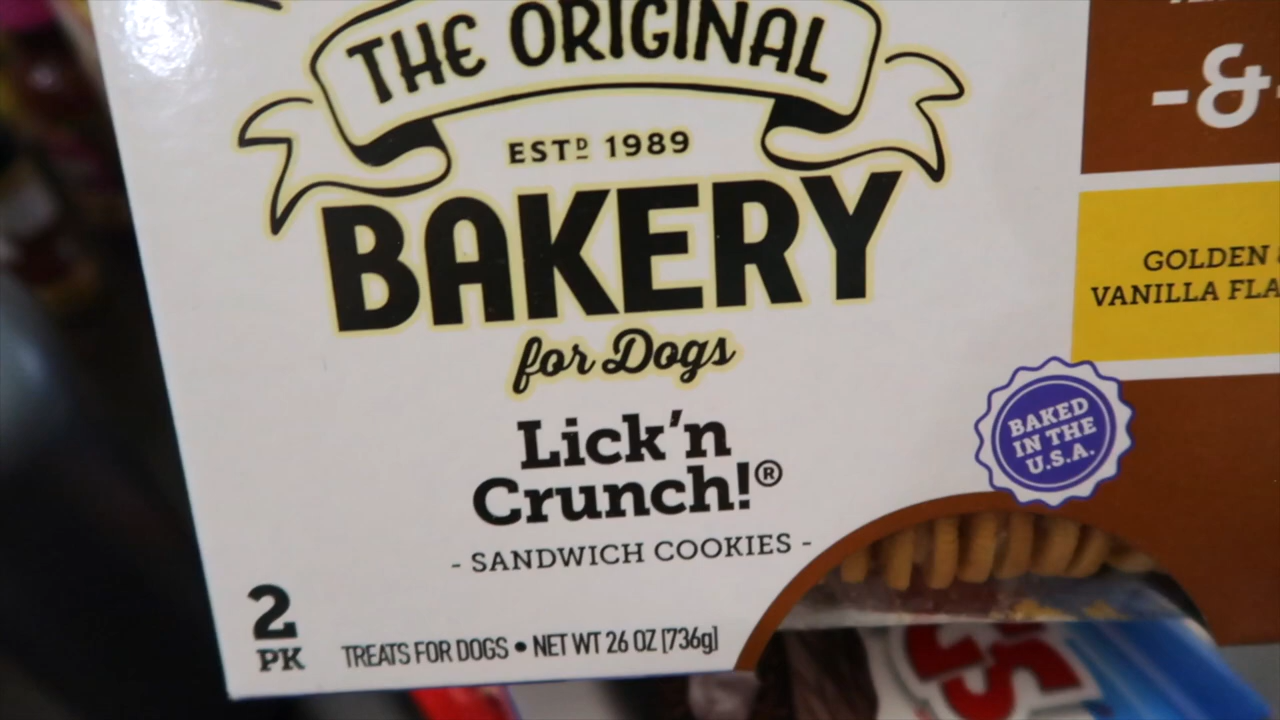 THE ORIGINAL
ESTD 1989
BAKERY
for Dogs
Lick'n
Crunch!®
- SANDWICH COOKIES -
2
PK
TREATS FOR DOGS • NET WT 26 OZ [736g]
-&
GOLDEN
VANILLA
BAKED
IN THE
U.S.A.